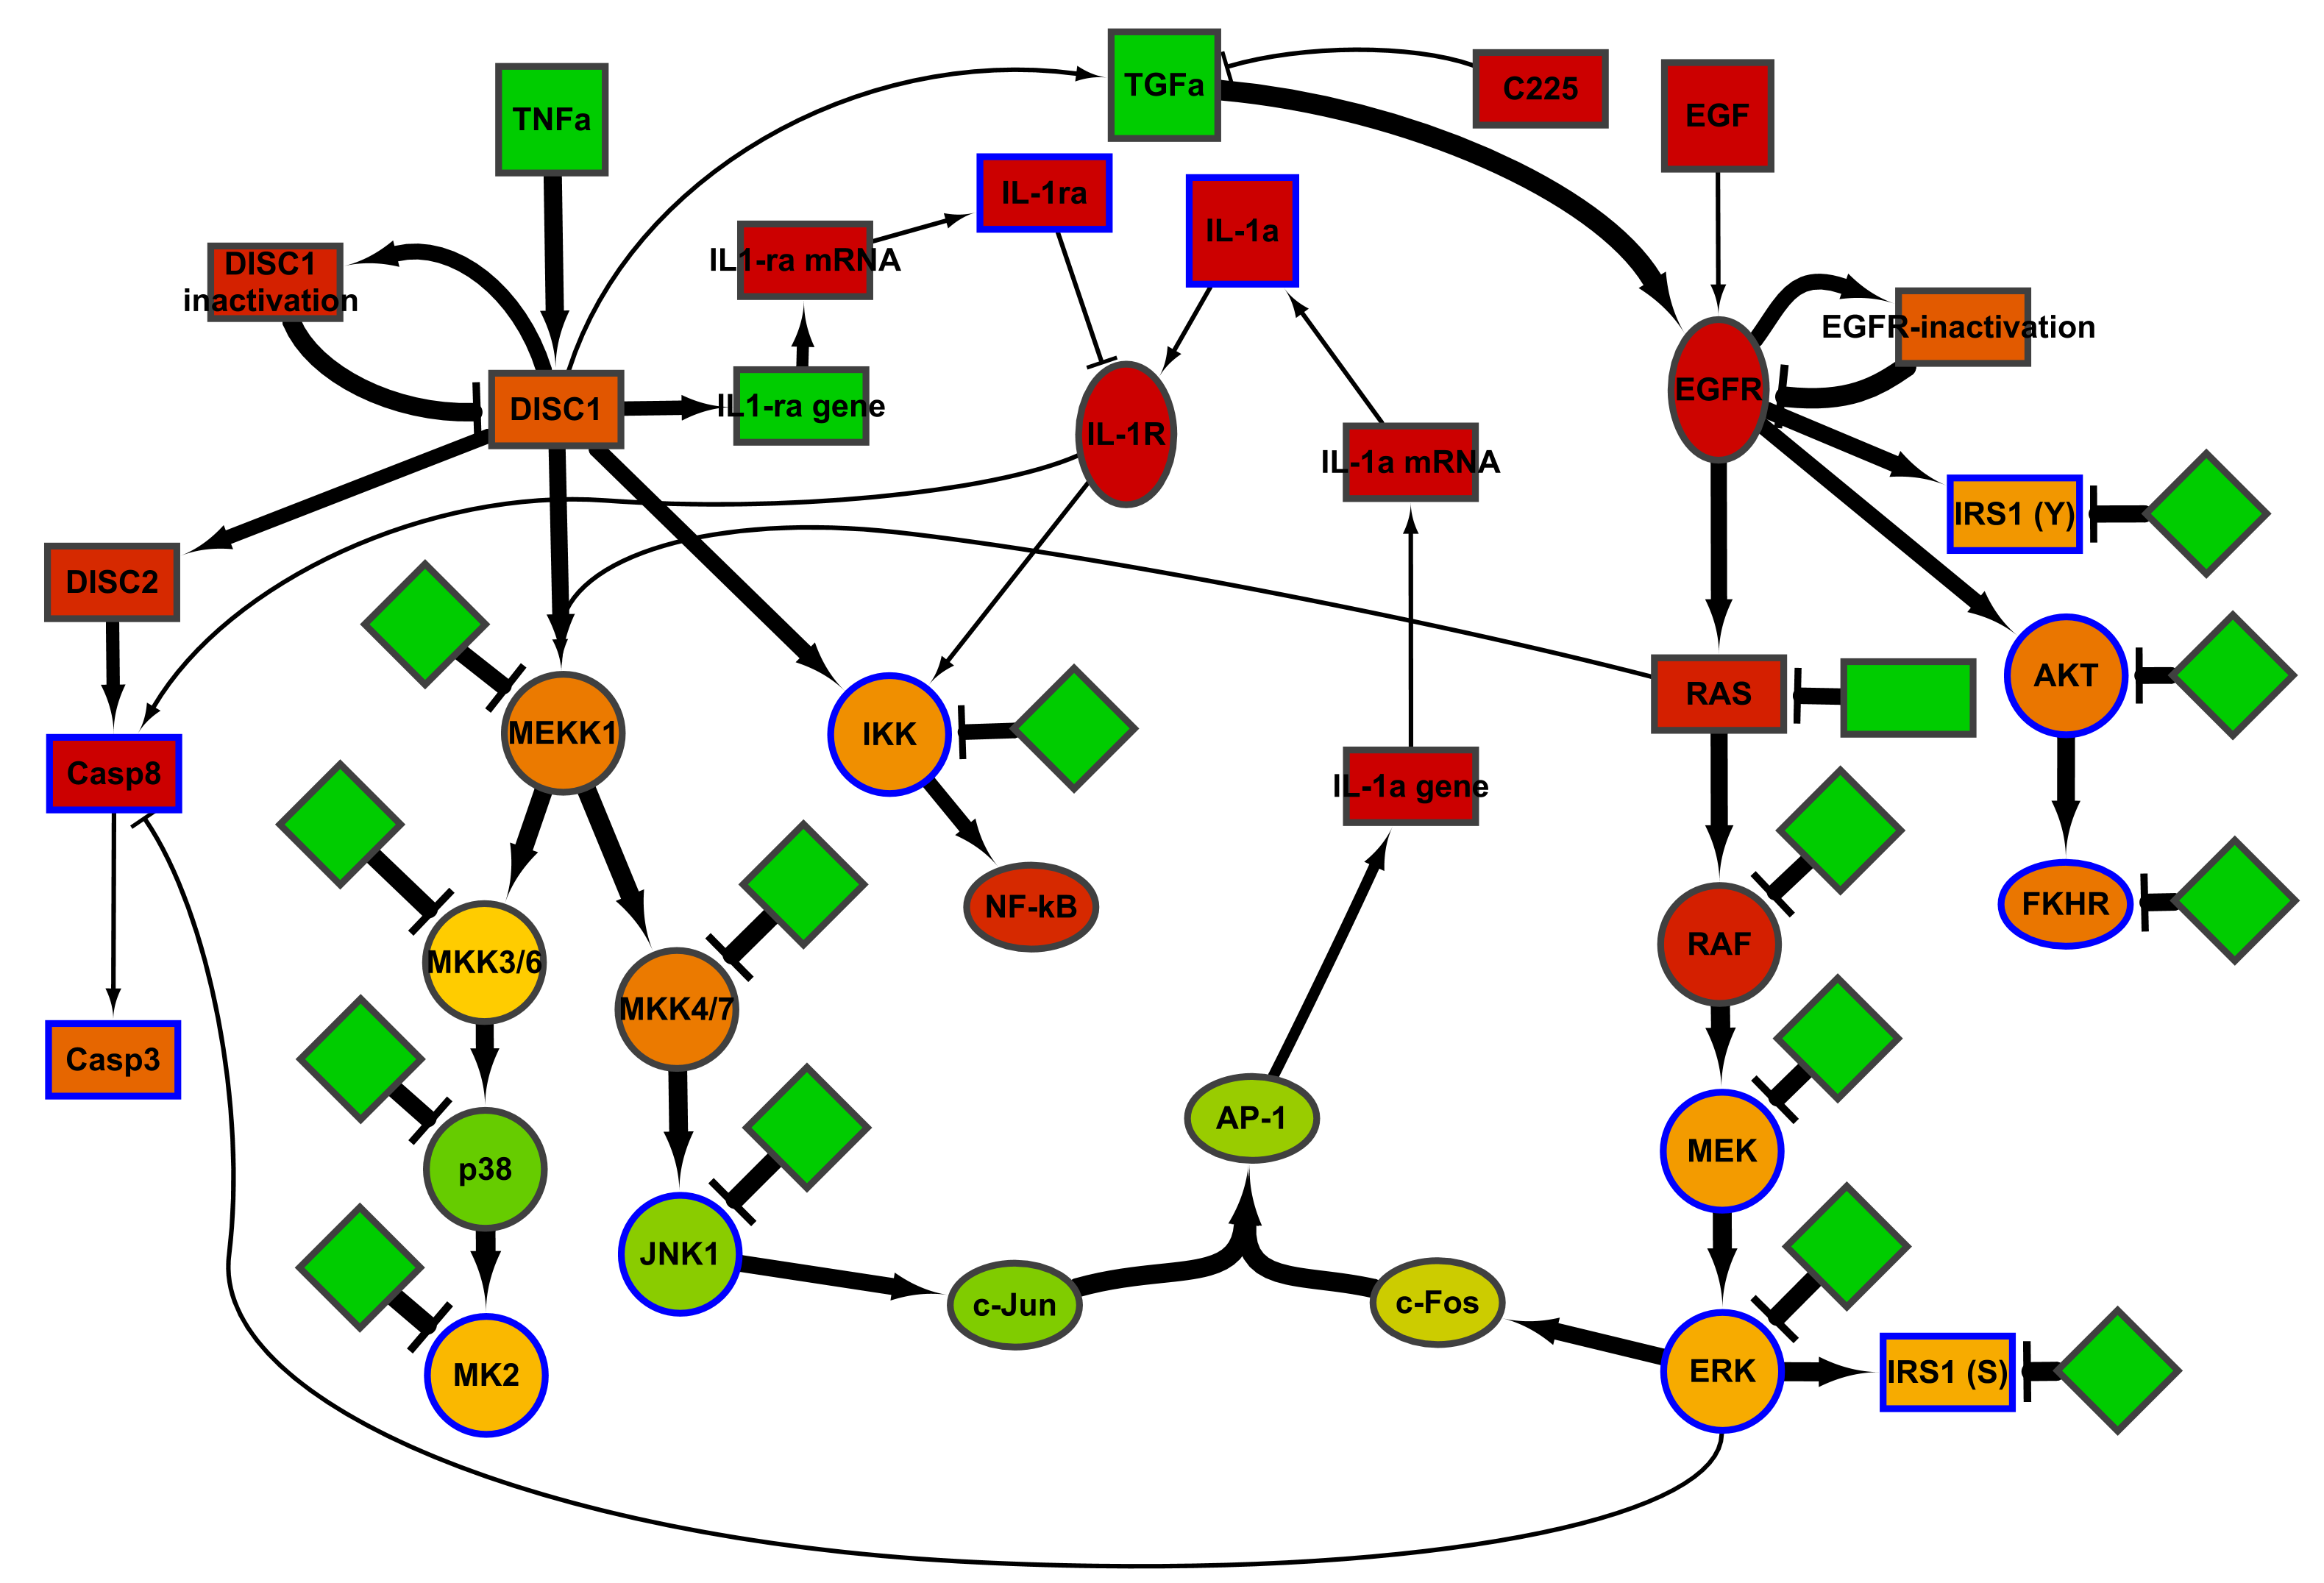 TGFa
C225
EGF
TNFa
IL-1ra
IL-1a
IL1-ra mRNA
DISC1
inactivation
EGFR-inactivation
EGFR
DISC1
IL1-ra gene
IL-1R
IL-1a mRNA
IRS1 (Y)
DISC2
AKT
RAS
MEKK1
IKK
Casp8
IL-1a gene
NF-kB
FKHR
RAF
MKK3/6
MKK4/7
Casp3
AP-1
MEK
p38
JNK1
c-Jun
c-Fos
MK2
ERK
IRS1 (S)